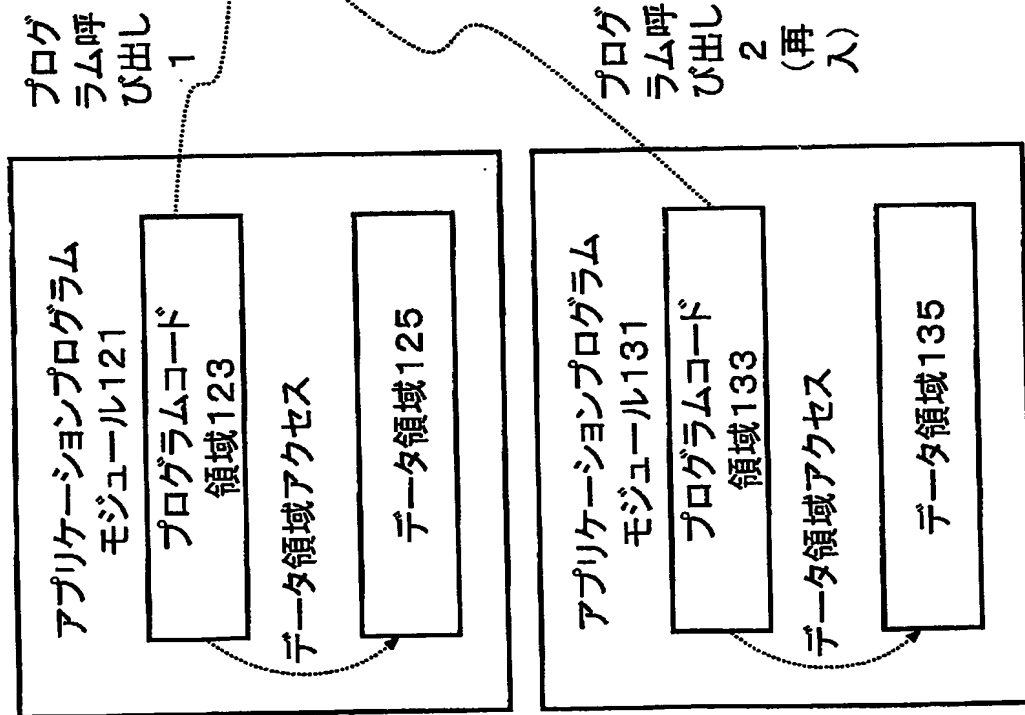 アプリケーションプログラム
モジュール121
プログラムコード
領域123
データ領域アクセス
データ領域125
プログ
ラム呼
び出し
1
アプリケーションプログラム
モジュール131
プログラムコード
領域133
データ領域アクセス
データ領域135
プログ
ラム呼
び出し
2
(再
入)